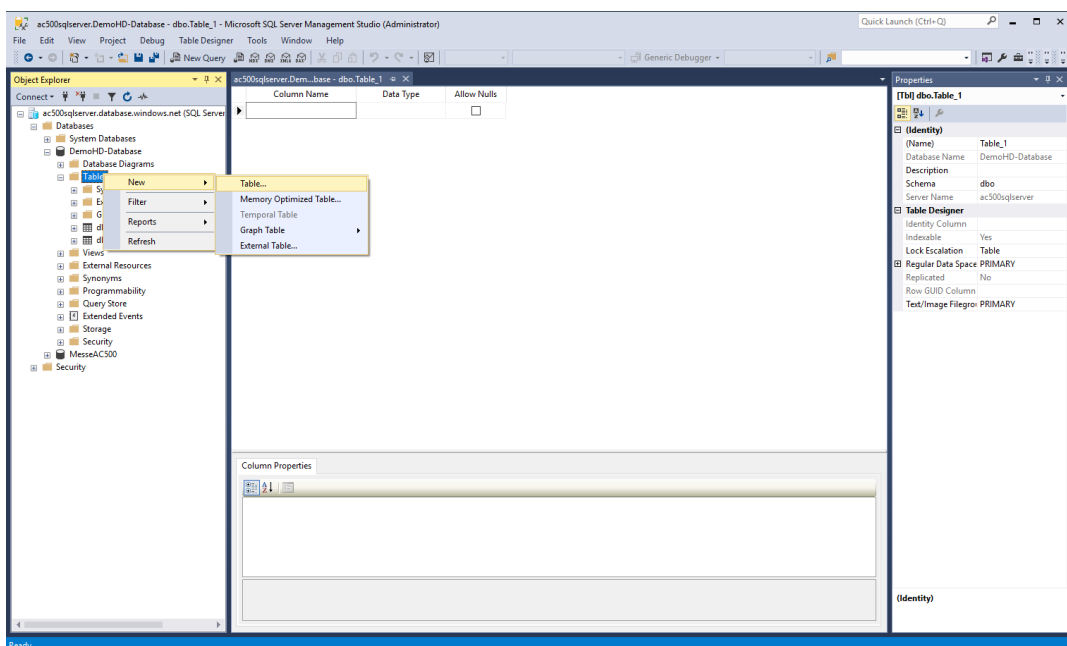 ac500sqlserver.DemoHD-Database - dbo.Table_1 - Microsoft SQL Server Management Studio (Administrator)
Quick Launch (Ctrl+Q)
File Edit View Project Debug Table Designer Tools Window Help
New Query
Generic Debugger
Object Explorer
Connect
ac500sqlserver.database.windows.net (SQL Server
Databases
System Databases
DemoHD-Database
Database Diagrams
Table
Views
External Resources
Synonyms
Programmability
Query Store
Extended Events
Storage
Security
MesseAC500
Security
New
Filter
Reports
Refresh
Table...
Memory Optimized Table...
Temporal Table
Graph Table
External Table...
ac500sqlserver.Dem...base - dbo.Table_1
Column Name Data Type Allow Nulls
Column Properties
Properties
[Tbl] dbo.Table_1
(Identity)
(Name) Table_1
Database Name DemoHD-Database
Description
Schema dbo
Server Name ac500sqlserver
Table Designer
Identity Column
Indexable Yes
Lock Escalation Table
Regular Data Space PRIMARY
Replicated No
Row GUID Column
Text/Image Filegrou PRIMARY
(Identity)
Ready